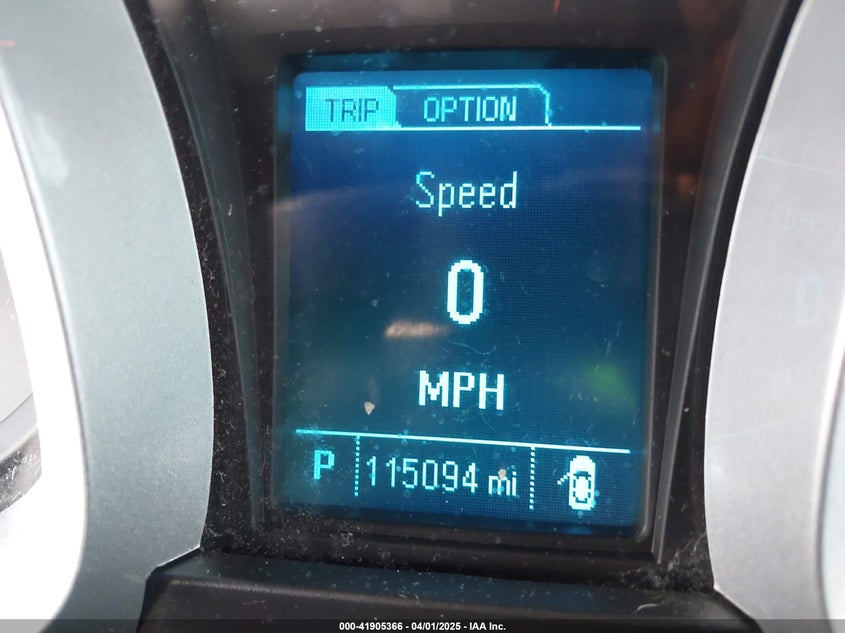 TRIP OPTION
Speed
0
MPH
P 115094 mi
000-41905366 - 04/01/2025 - IAA Inc.